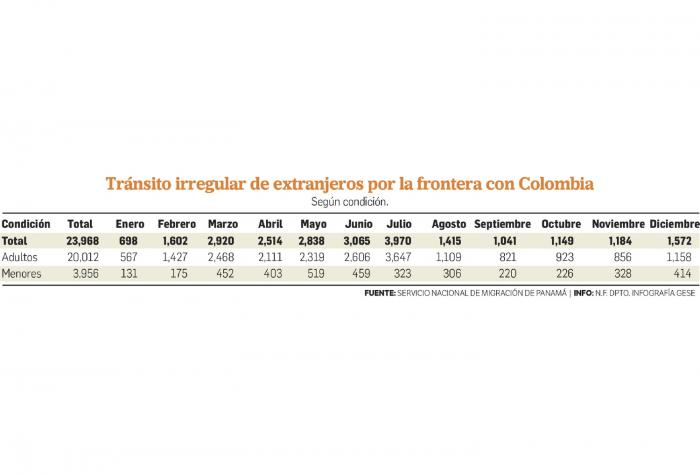 Tránsito irregular de extranjeros por la frontera con Colombia
Según condición.
Condición Total Enero Febrero Marzo Abril Mayo Junio Julio Agosto Septiembre Octubre Noviembre Diciembre
Total 23,968 698 1,602 2,920 2,514 2,838 3,065 3,970 1,415 1,041 1,149 1,184 1,572
Adultos 20,012 567 1,427 2,468 2,111 2,319 2,606 3,647 1,109 821 923 856 1,158
Menores 3,956 131 175 452 403 519 459 323 306 220 226 328 414
FUENTE: SERVICIO NACIONAL DE MIGRACIÓN DE PANAMÁ | INFO: N.F. DPTO. INFOGRAFÍA GESE